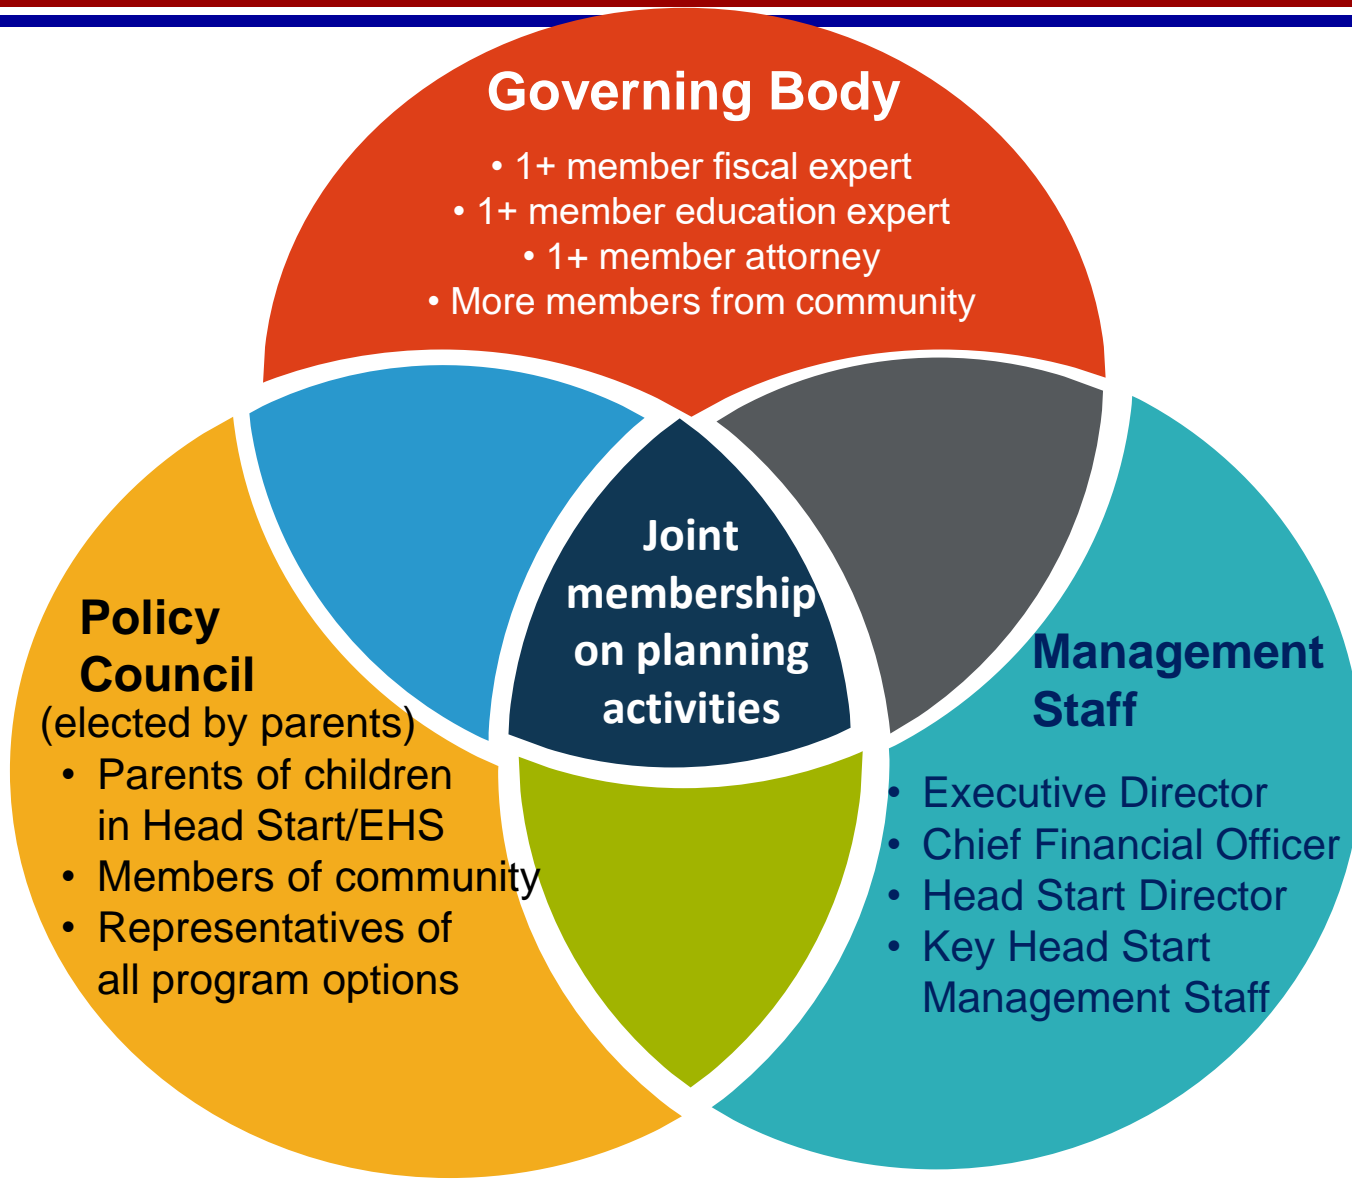 Governing Body
• 1+ member fiscal expert
• 1+ member education expert
• 1+ member attorney
• More members from community
Joint
membership
on planning
activities
Policy
Council
(elected by parents)
• Parents of children
in Head Start/EHS
• Members of community
• Representatives of
all program options
Management
Staff
• Executive Director
• Chief Financial Officer
• Head Start Director
• Key Head Start
Management Staff